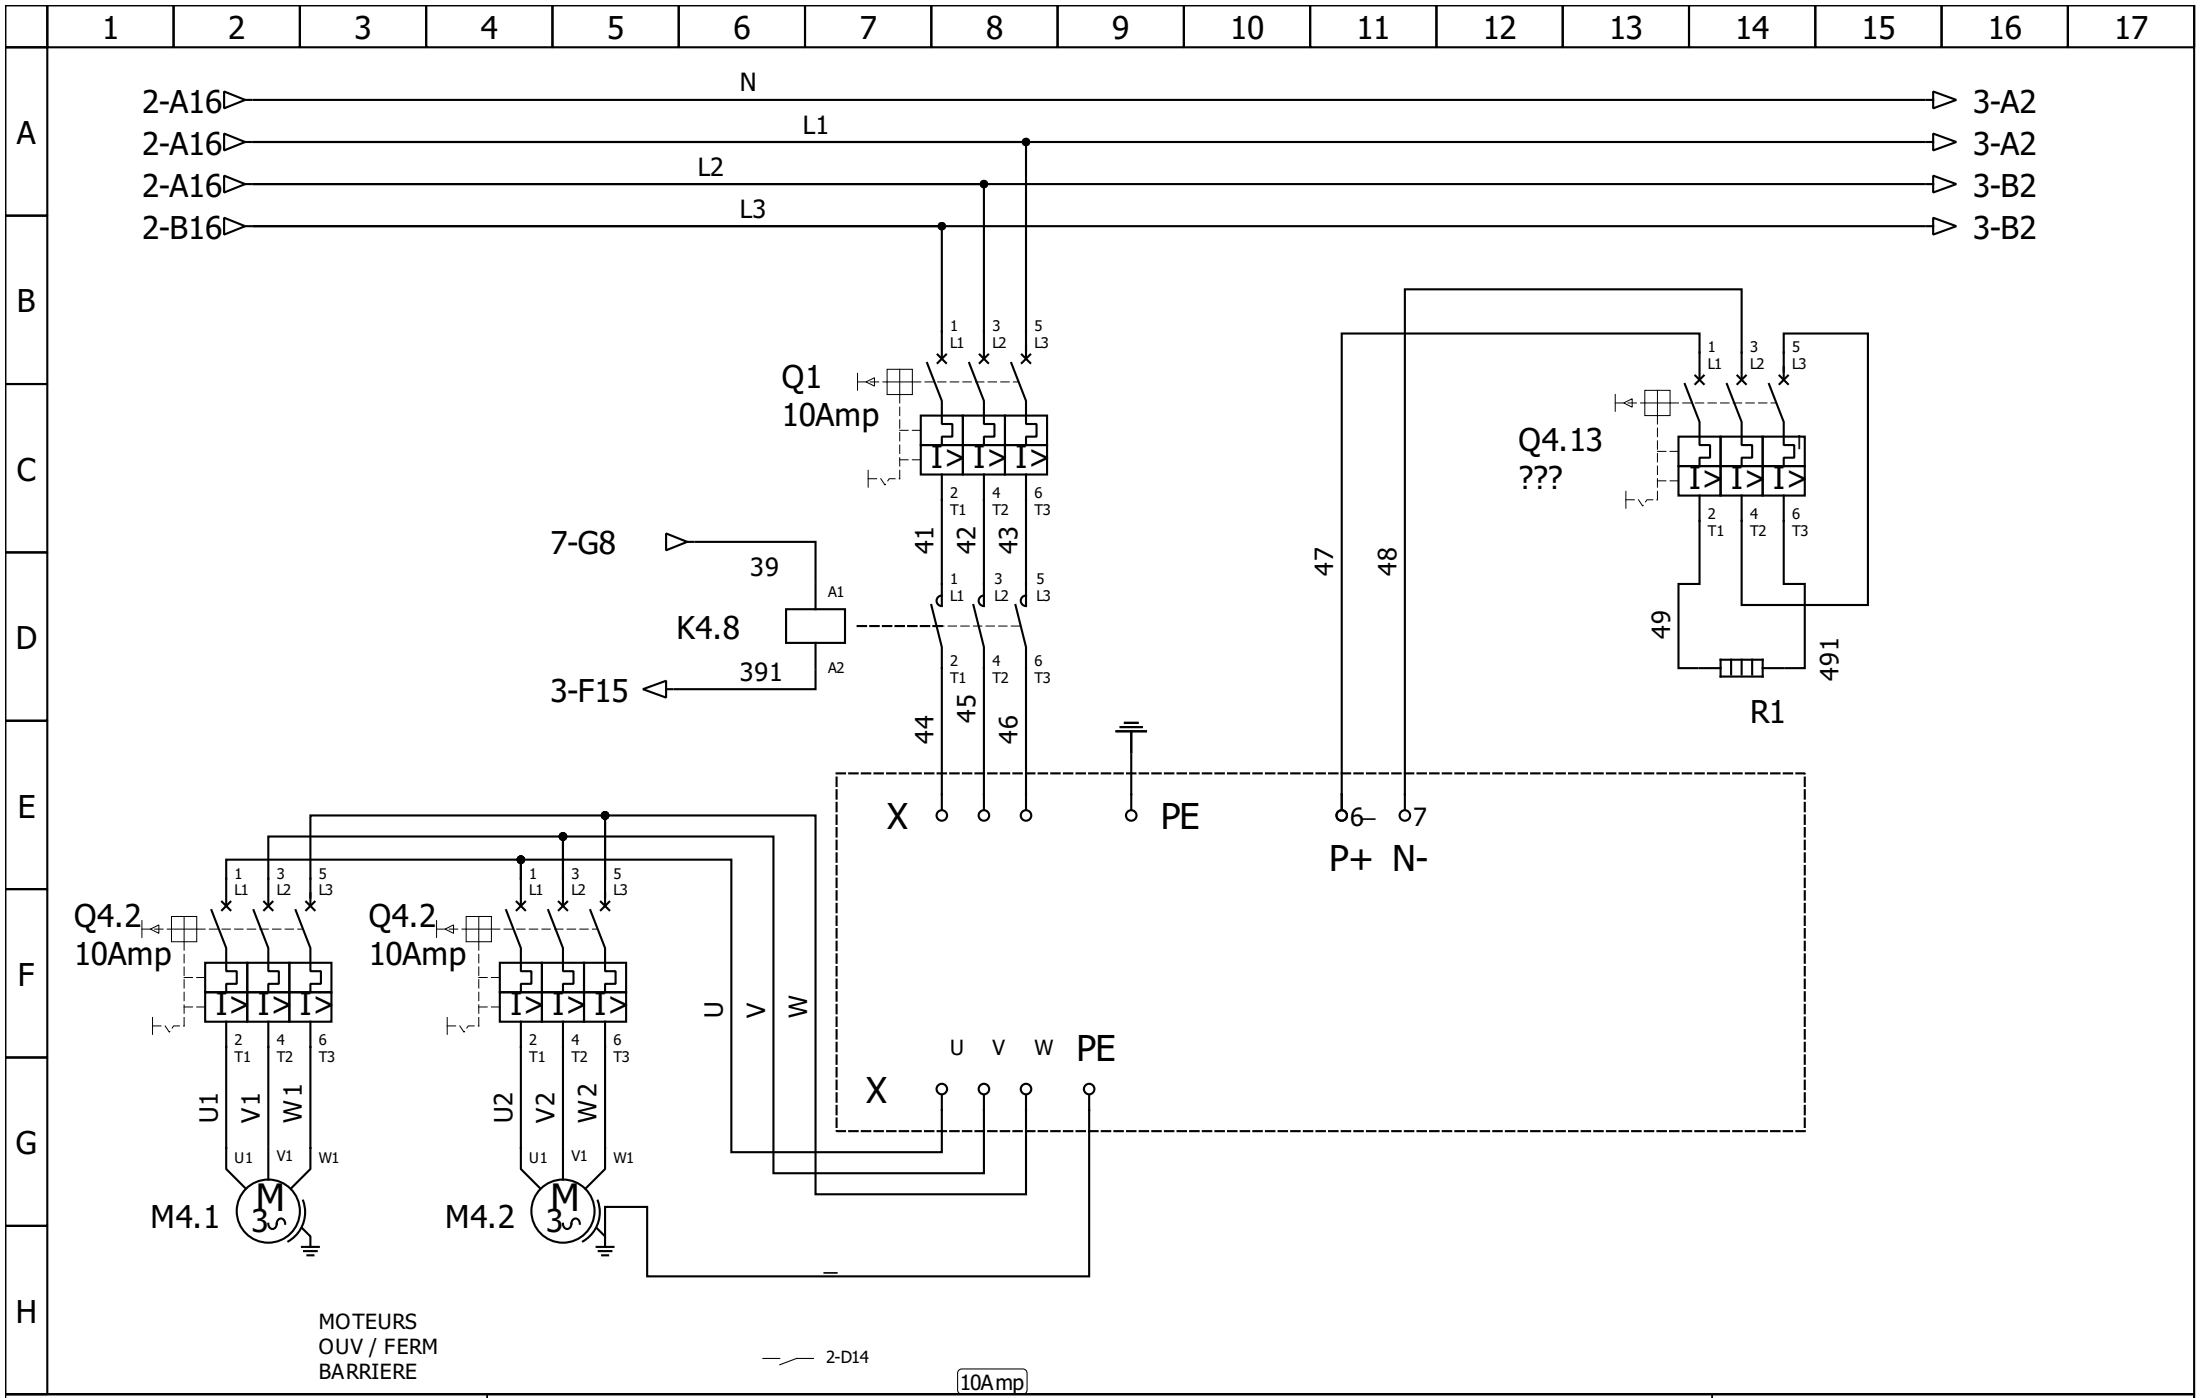 1 2 3 4 5 6 7 8 9 10 11 12 13 14 15 16 17
N
2-A16 3-A2
A
L1
2-A16 3-A2
L2
2-A16 3-B2
L3
2-B16 3-B2
B
1 3 5
L1 L2 L3
1 3 5
L1 L2 L3
Q1
10Amp
I> I> I>
C
Q4.13
???
I> I> I>
2 4 6
T1 T2 T3
2 4 6
T1 T2 T3
7-G8
39
41 42 43
47 48
A1
1 3 5
L1 L2 L3
D
K4.8
49
491
391
A2
2 4 6
T1 T2 T3
3-F15
44 45 46
R1
E
X PE 6 7
P+ N-
1 3 5
L1 L2 L3
1 3 5
L1 L2 L3
Q4.2
10Amp
Q4.2
10Amp
F
I> I> I>
I> I> I>
U V W
2 4 6
T1 T2 T3
2 4 6
T1 T2 T3
U V W PE
X
U1 V1 W1
U2 V2 W2
G
U1 V1 W1
U1 V1 W1
M4.1
M
3
M4.2
M
3
H
MOTEURS
OUV / FERM
BARRIERE
2-D14
10Amp